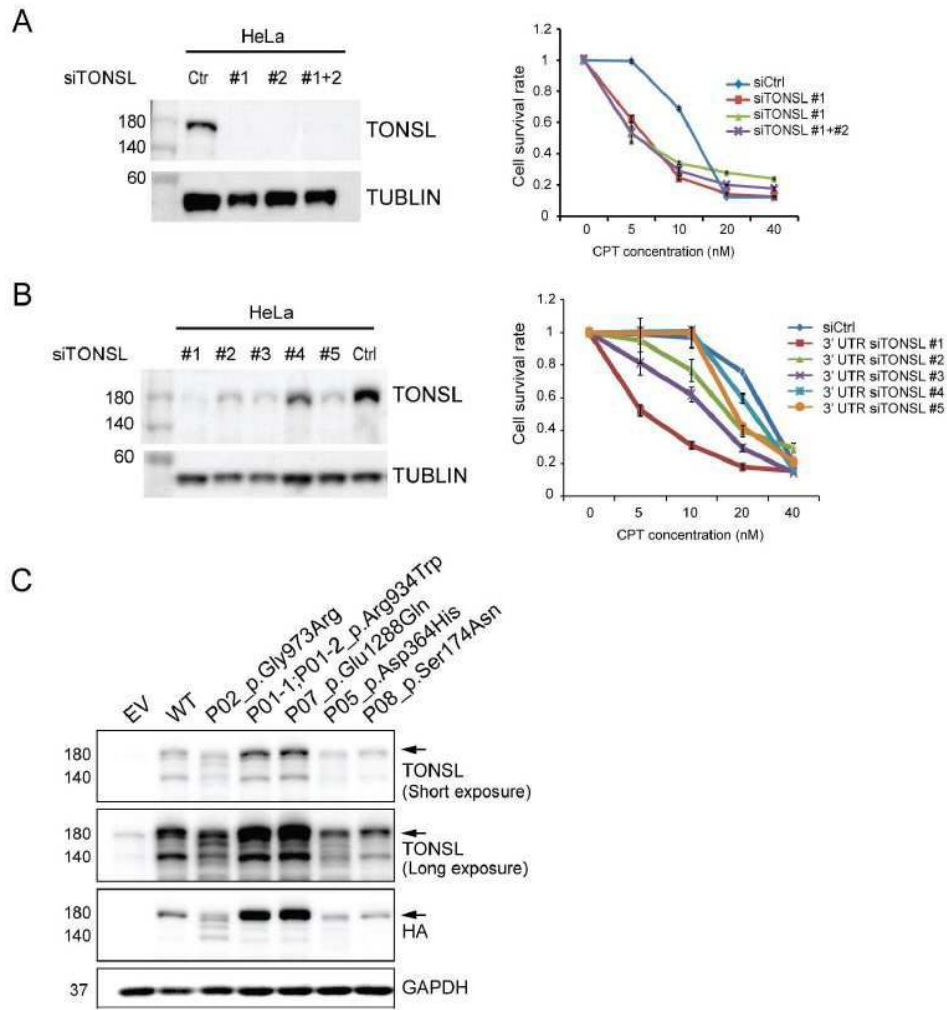 A
HeLa
siTONSL Ctr #1 #2 #1+2
180
140
TONSL
60
TUBLIN
Cell survival rate
1.2
1
0.8
0.6
0.4
0.2
0
0 5 10 20 40
CPT concentration (nM)
siCtrl
siTONSL #1
siTONSL #1
siTONSL #1+#2
B
HeLa
siTONSL #1 #2 #3 #4 #5 Ctrl
180
140
TONSL
60
TUBLIN
Cell survival rate
1.2
1
0.8
0.6
0.4
0.2
0
0 5 10 20 40
CPT concentration (nM)
siCtrl
3' UTR siTONSL #1
3' UTR siTONSL #2
3' UTR siTONSL #3
3' UTR siTONSL #4
3' UTR siTONSL #5
C
EV
WT
P02_p.Gly973Arg
P01-1;P01-2_p.Arg934Trp
P07_p.Glu1288Gln
P05_p.Asp364His
P08_p.Ser174Asn
180
140
TONSL
(Short exposure)
180
140
TONSL
(Long exposure)
180
140
HA
37
GAPDH